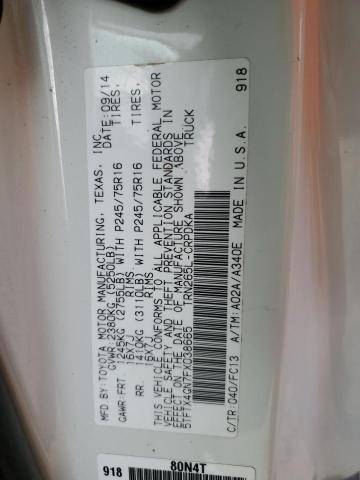 MFD. BY: TOYOTA MOTOR MANUFACTURING, TEXAS, INC.
DATE: 09/14
GVWR: 2380KG (5250LB)
GAWR: FRT 1245KG (2755LB) WITH P245/75R16 TIRES,
16X7J RIMS
RR. 1410KG (3110LB) WITH P245/75R16 TIRES,
16X7J RIMS
THIS VEHICLE CONFORMS TO ALL APPLICABLE FEDERAL MOTOR
VEHICLE SAFETY AND THEFT PREVENTION STANDARDS IN
EFFECT ON THE DATE OF MANUFACTURE SHOWN ABOVE.
5TFTX4GN7FX038665 TRUCK
TRN265L-CRPDKA
C/TR: 040/FC13 A/TM: A02A/A340E MADE IN U.S.A. 918
918 80N4T